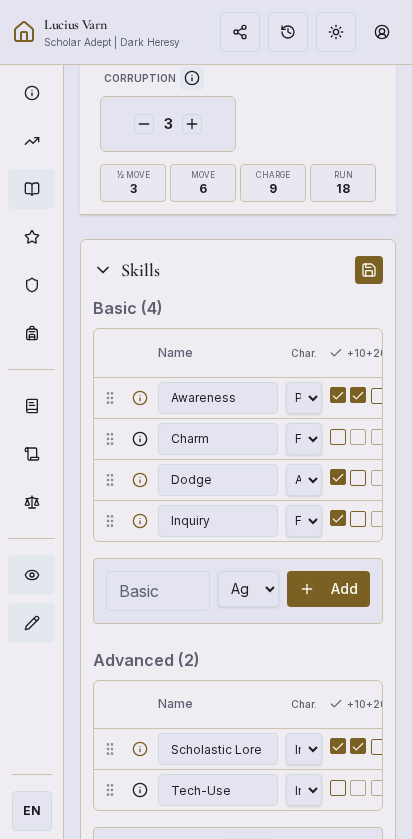 Lucius Varn
Scholar Adept | Dark Heresy
CORRUPTION
3
½ MOVE MOVE CHARGE RUN
3 6 9 18
Skills
Basic (4)
Name Char. +10+20
Awareness
Charm
Dodge
Inquiry
Basic Ag Add
Advanced (2)
Name Char. +10+20
Scholastic Lore
Tech-Use
EN